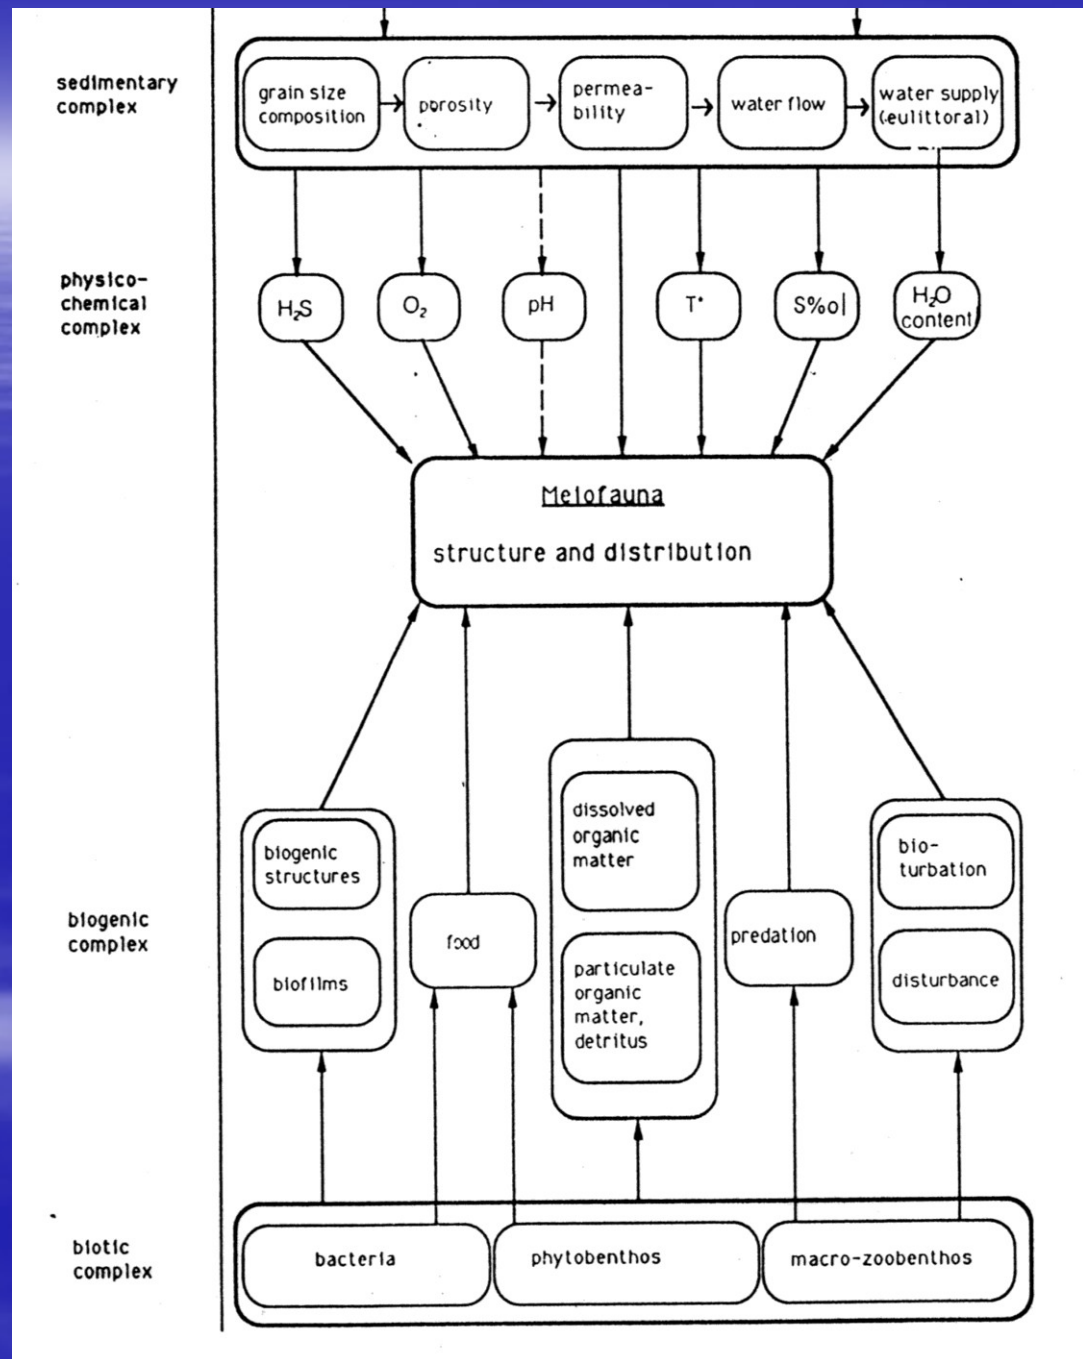 sedimentary
complex
grain size
composition
porosity
permea-
bility
water flow
water supply
(eulittoral)
physico-
chemical
complex
H₂S
O₂
pH
T°
S%o
H₂O
content
Meiofauna
structure and distribution
biogenic
complex
biogenic
structures
biofilms
food
dissolved
organic
matter
particulate
organic
matter,
detritus
predation
bio-
turbation
disturbance
biotic
complex
bacteria
phytobenthos
macro-zoobenthos